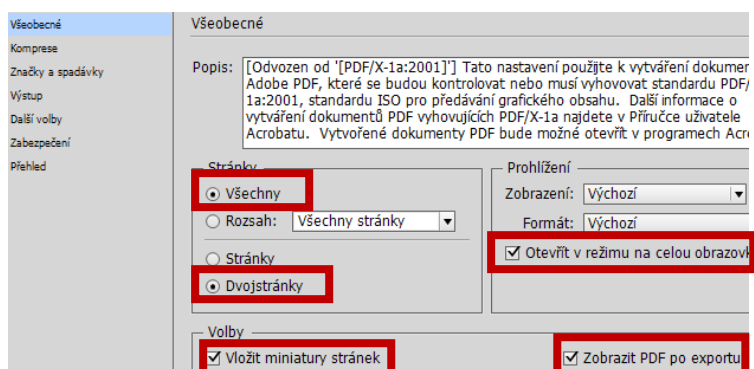 Všeobecné
Komprese
Značky a spadávky
Výstup
Další volby
Zabezpečení
Přehled
Všeobecné
Popis: [Odvozen od '[PDF/X-1a:2001]'] Tato nastavení použijte k vytváření dokumen
Adobe PDF, které se budou kontrolovat nebo musí vyhovovat standardu PDF/
1a:2001, standardu ISO pro předávání grafického obsahu. Další informace o
vytváření dokumentů PDF vyhovujících PDF/X-1a najdete v Příručce uživatele
Acrobatu. Vytvořené dokumenty PDF bude možné otevřít v programech Acro
Stránky
Všechny
Rozsah: Všechny stránky
Stránky
Dvojstránky
Prohlížení
Zobrazení: Výchozí
Formát: Výchozí
Otevřít v režimu na celou obrazovk
Volby
Vložit miniatury stránek
Zobrazit PDF po exportu